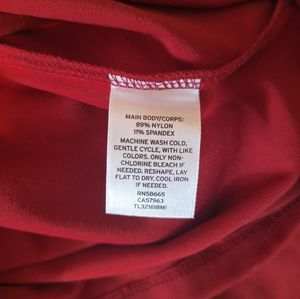 MAIN BODY/CORPS:
89% NYLON
11% SPANDEX
MACHINE WASH COLD,
GENTLE CYCLE, WITH LIKE
COLORS. ONLY NON-
CHLORINE BLEACH IF
NEEDED. RESHAPE, LAY
FLAT TO DRY. COOL IRON
IF NEEDED.
RN58665
CA57963
TL32161BMI